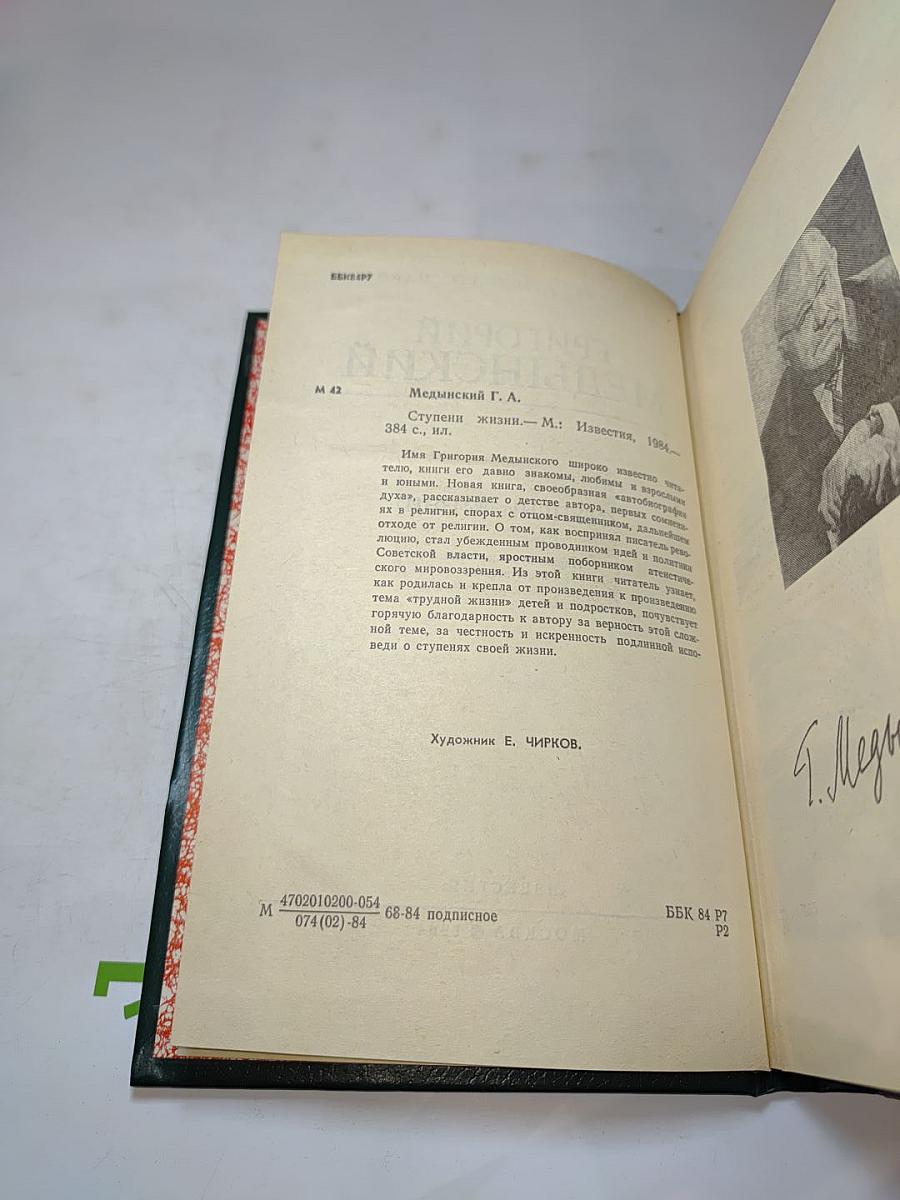 ББК84Р7
М 42
Медынский Г. А.
Ступени жизни.— М.: Известия, 1984.—
384 с., ил.
Имя Григория Медынского широко известно чита-
телю, книги его давно знакомы, любимы и взрослыми
и юными. Новая книга, своеобразная «автобиография
духа», рассказывает о детстве автора, первых сомнени-
ях в религии, спорах с отцом-священником, дальнейшем
отходе от религии. О том, как воспринял писатель рево-
люцию, стал убежденным проводником идей и политики
Советской власти, яростным поборником атеистиче-
ского мировоззрения. Из этой книги читатель узнает,
как родилась и крепла от произведения к произведению
тема «трудной жизни» детей и подростков, почувствует
горячую благодарность к автору за верность этой слож-
ной теме, за честность и искренность подлинной испо-
веди о ступенях своей жизни.
Художник Е. ЧИРКОВ.
М 4702010200-054 68-84 подписное
074(02)-84
ББК 84 Р7
Р2
Г. Меды